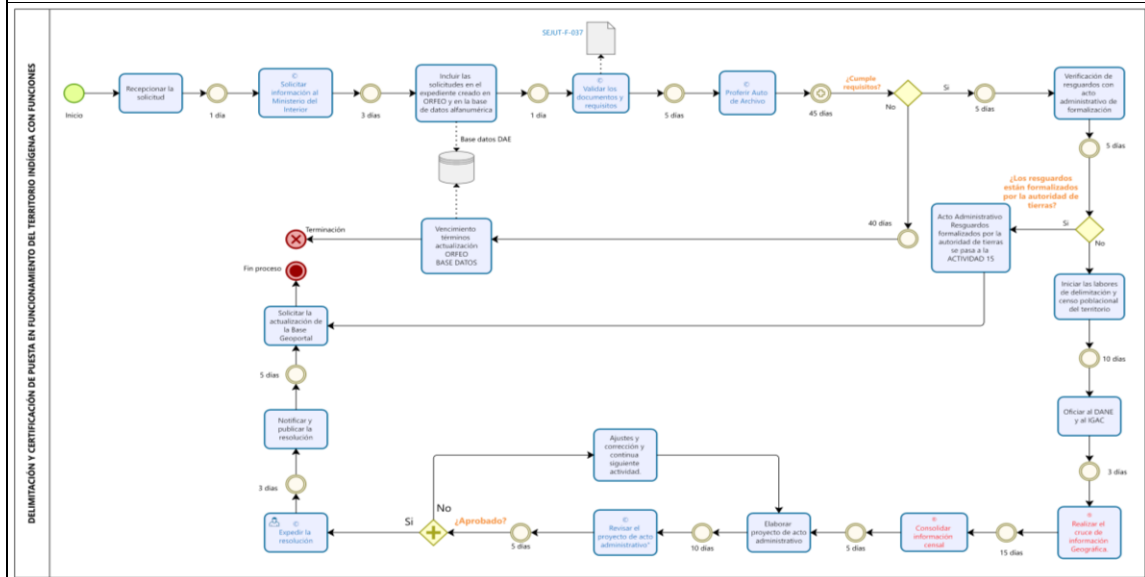 DELIMITACIÓN Y CERTIFICACIÓN DE PUESTA EN FUNCIONAMIENTO DEL TERRITORIO INDÍGENA CON FUNCIONES
Inicio
Recepcionar la
solicitud
1 día
Solicitar
información al
Ministerio del
Interior
3 días
Incluir las
solicitudes en el
expediente creado en
ORFEO y en la base
de datos alfanumérica
1 día
SEJUT-F-037
Validar los
documentos y
requisitos
5 días
Proferir Auto
de Archivo
45 días
¿Cumple
requisitos?
No
Si
5 días
Verificación de
resguardos con
acto
administrativo de
formalización
5 días
Base datos DAE
¿Los resguardos
están formalizados
por la autoridad de
tierras?
Si
No
Acto Administrativo
Resguardos
formalizados por la
autoridad de tierras
se pasa a la
ACTIVIDAD 15
40 días
Vencimiento
términos
actualización
ORFEO
BASE DATOS
Terminación
Fin proceso
Iniciar las labores
de delimitación y
censo poblacional
del territorio
10 días
Oficiar al DANE
y al IGAC
3 días
Realizar el
cruce de
información
Geográfica.
15 días
Consolidar
información
cenial
5 días
Elaborar
proyecto de acto
administrativo
10 días
Revisar el
proyecto de acto
administrativo"
5 días
¿Aprobado?
No
Si
Ajustes y
corrección y
continua
siguiente
actividad.
Expedir la
resolución
3 días
Notificar y
publicar la
resolución
5 días
Solicitar la
actualización de
la Base
Geoportal